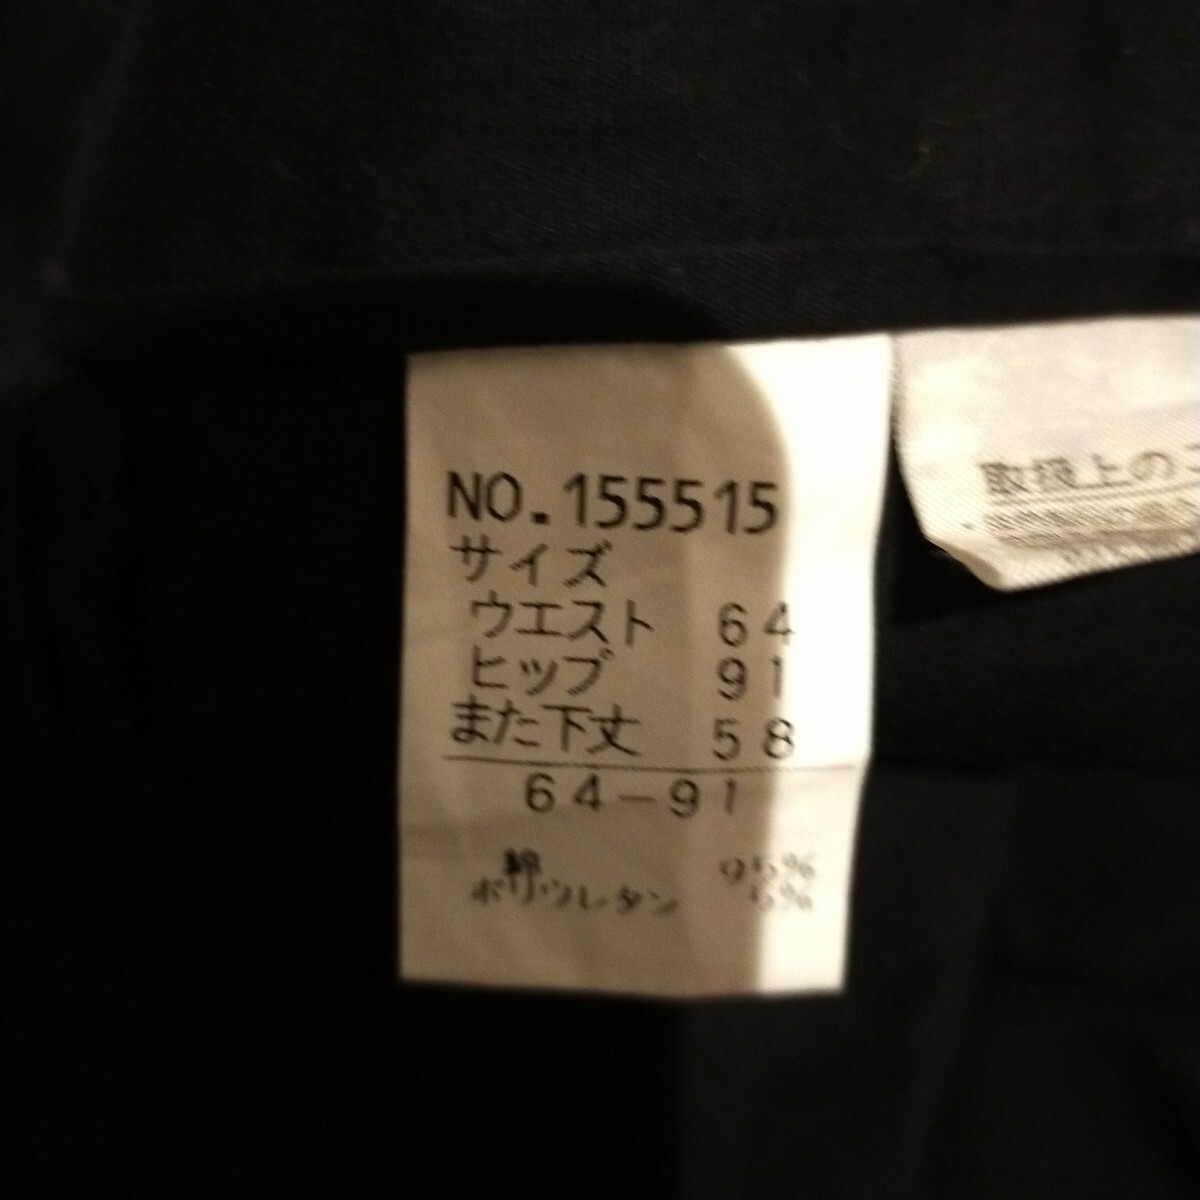 NO.155515
サイズ
ウエスト 64
ヒップ 91
また下丈 58
64-91
綿 95%
ポリウレタン 5%
取扱上の